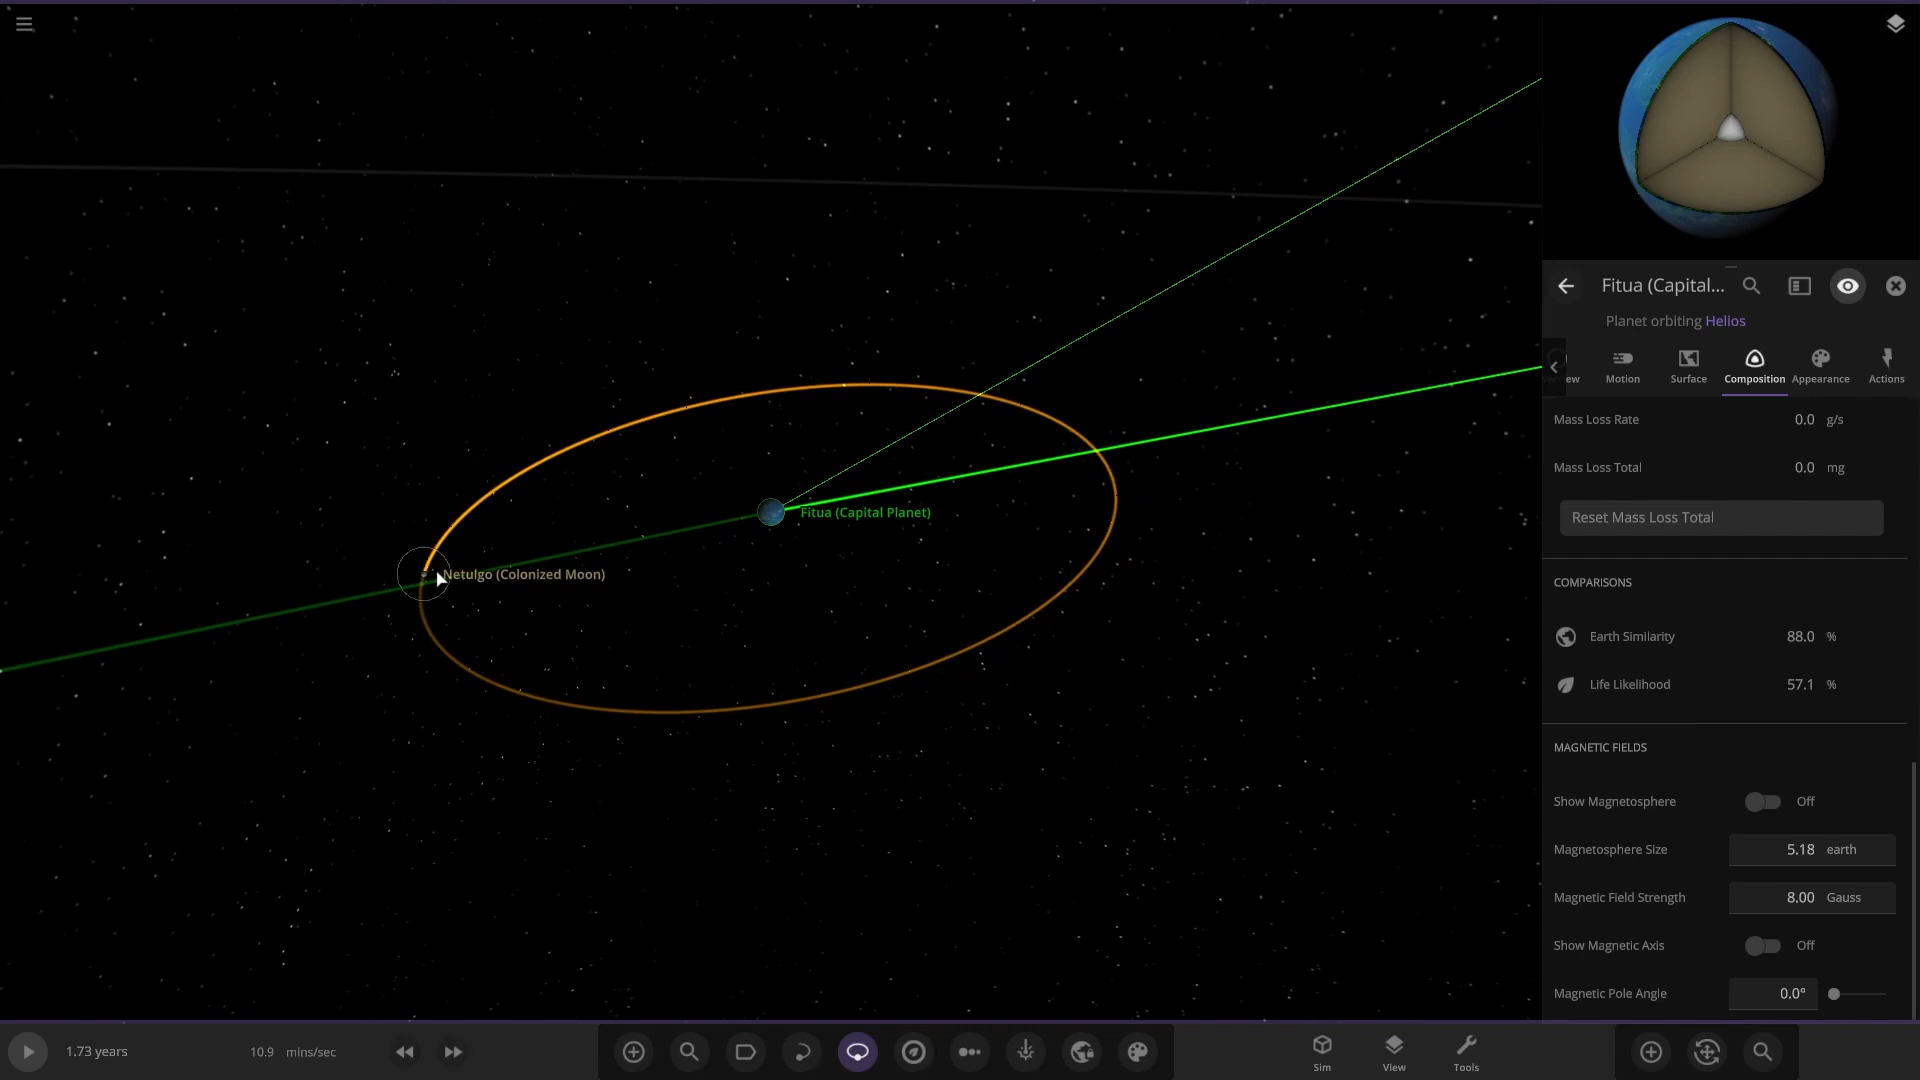 Fitua (Capital...
Planet orbiting Helios
view
Motion
Surface
Composition
Appearance
Actions
Mass Loss Rate 0.0 g/s
Mass Loss Total 0.0 mg
Reset Mass Loss Total
COMPARISONS
Earth Similarity 88.0 %
Life Likelihood 57.1 %
MAGNETIC FIELDS
Show Magnetosphere Off
Magnetosphere Size 5.18 earth
Magnetic Field Strength 8.00 Gauss
Show Magnetic Axis Off
Magnetic Pole Angle 0.0°
Fitua (Capital Planet)
Netulgo (Colonized Moon)
1.73 years
10.9 mins/sec
Sim
View
Tools